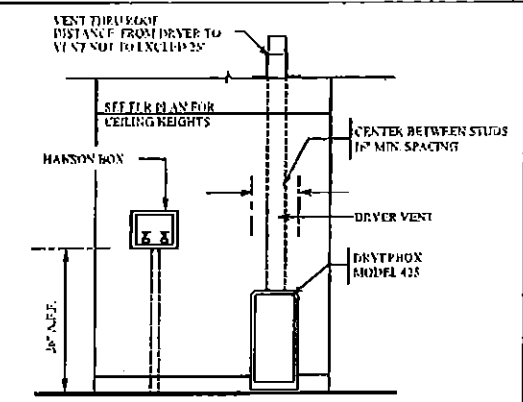 VENT THRU ROOF
DISTANCE FROM DRYER TO
VENT NOT TO EXCEED 25'
SEE FLR PLAN FOR
CEILING HEIGHTS
HANSON BOX
CENTER BETWEEN STUDS
16" MIN. SPACING
DRYER VENT
DRYERBOX
MODEL 425
A.F.F.